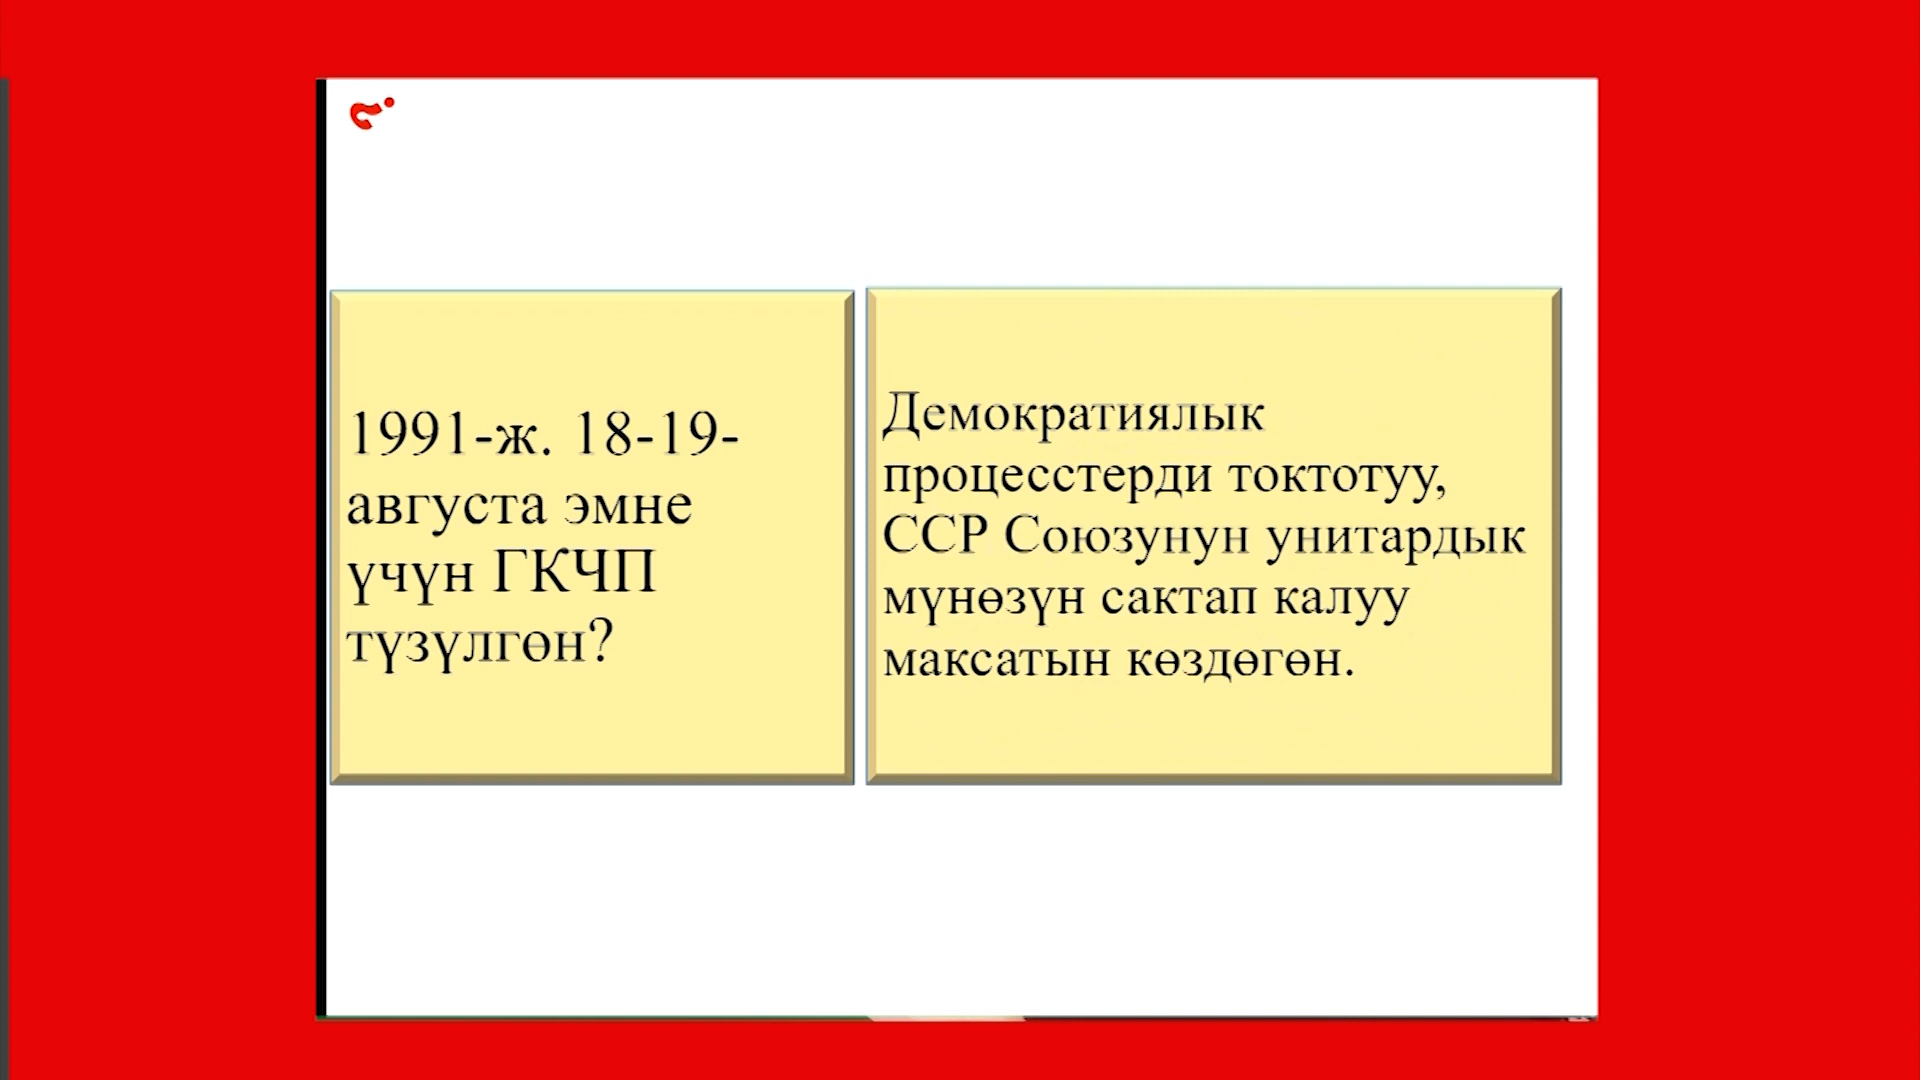 1991-ж. 18-19-
августа эмне
үчүн ГКЧП
түзүлгөн?
Демократиялык
процесстерди токтотуу,
ССР Союзунун унитардык
мүнөзүн сактап калуу
максатын көздөгөн.